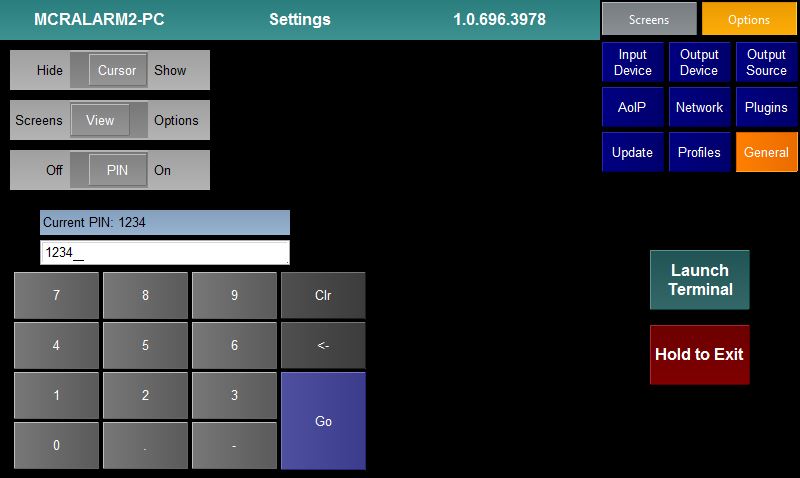 MCRALARM2-PC Settings 1.0.696.3978
Screens Options
Hide Cursor Show
Screens View Options
Off PIN On
Input Device
Output Device
Output Source
AoIP Network Plugins
Update Profiles General
Current PIN: 1234
1234_
7 8 9 Clr
4 5 6 <-
1 2 3
Go
0 . -
Launch
Terminal
Hold to Exit